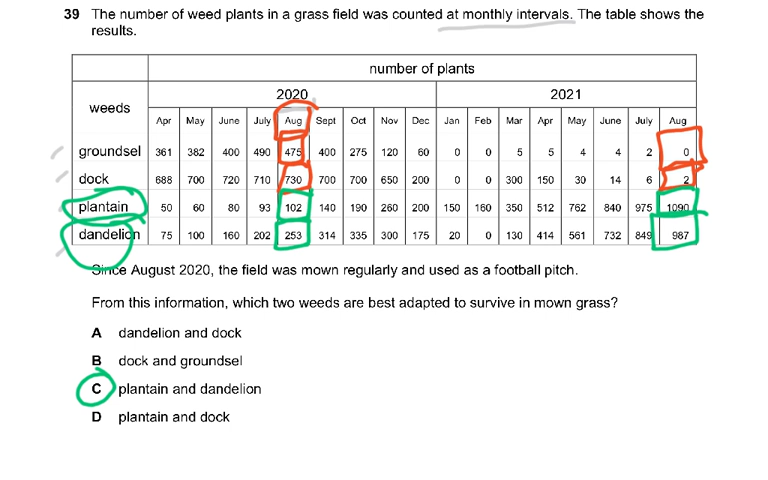 39 The number of weed plants in a grass field was counted at monthly intervals. The table shows the
results.
number of plants
weeds
2020 2021
Apr May June July Aug Sept Oct Nov Dec Jan Feb Mar Apr May June July Aug
groundsel 361 382 400 490 475 400 275 120 60 0 0 5 5 4 4 2 0
dock 688 700 720 710 730 700 700 650 200 0 0 300 150 30 14 6 2
plantain 50 60 80 93 102 140 190 260 200 150 160 350 512 762 840 975 1090
dandelion 75 100 160 202 253 314 335 300 175 20 0 130 414 561 732 849 987
Since August 2020, the field was mown regularly and used as a football pitch.
From this information, which two weeds are best adapted to survive in mown grass?
A dandelion and dock
B dock and groundsel
C plantain and dandelion
D plantain and dock